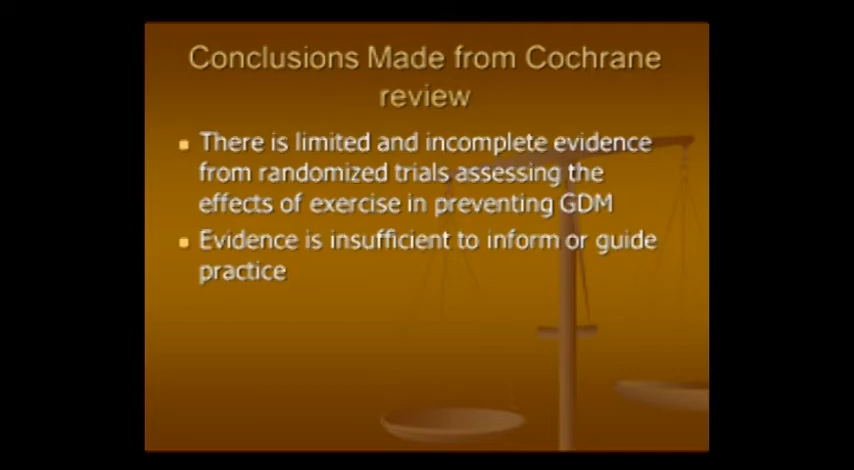 Conclusions Made from Cochrane
review
There is limited and incomplete evidence
from randomized trials assessing the
effects of exercise in preventing GDM
Evidence is insufficient to inform or guide
practice